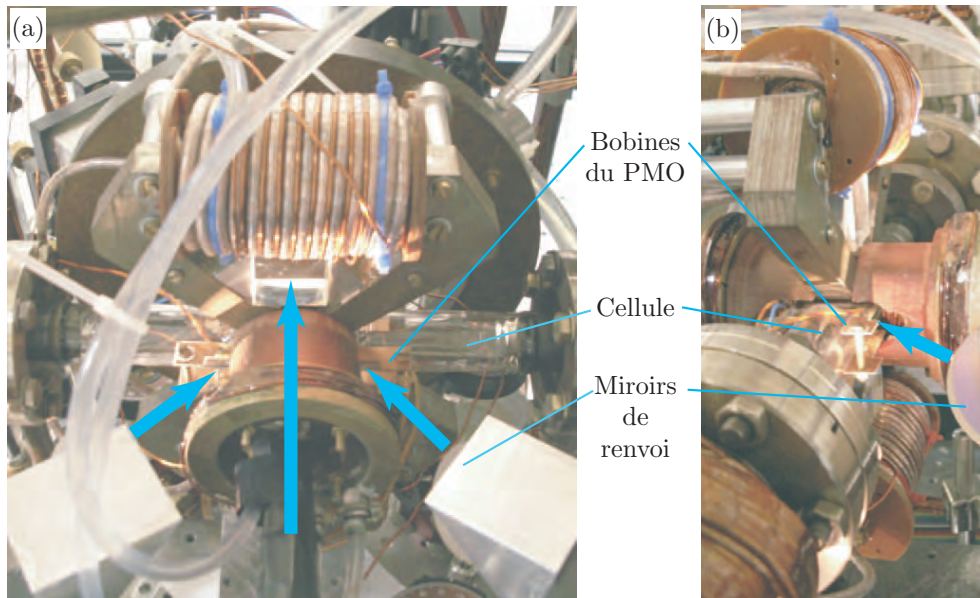 (a)
(b)
Bobines
du PMO
Cellule
Miroirs
de
renvoi